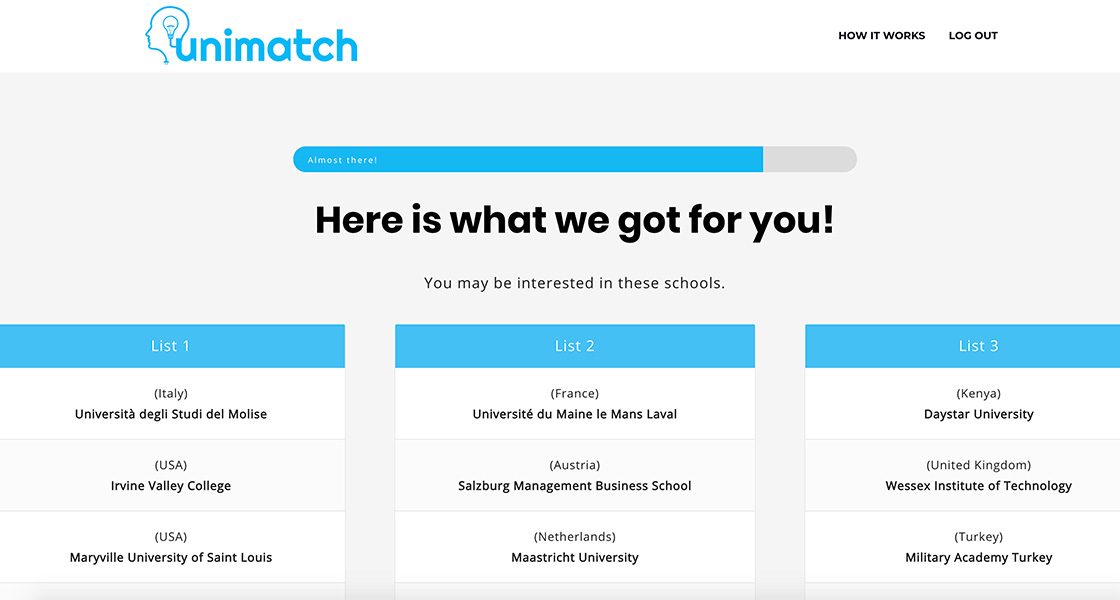 unimatch
HOW IT WORKS
LOG OUT
Almost there!
Here is what we got for you!
You may be interested in these schools.
List 1
(Italy)
Università degli Studi del Molise
(USA)
Irvine Valley College
(USA)
Maryville University of Saint Louis
List 2
(France)
Université du Maine le Mans Laval
(Austria)
Salzburg Management Business School
(Netherlands)
Maastricht University
List 3
(Kenya)
Daystar University
(United Kingdom)
Wessex Institute of Technology
(Turkey)
Military Academy Turkey